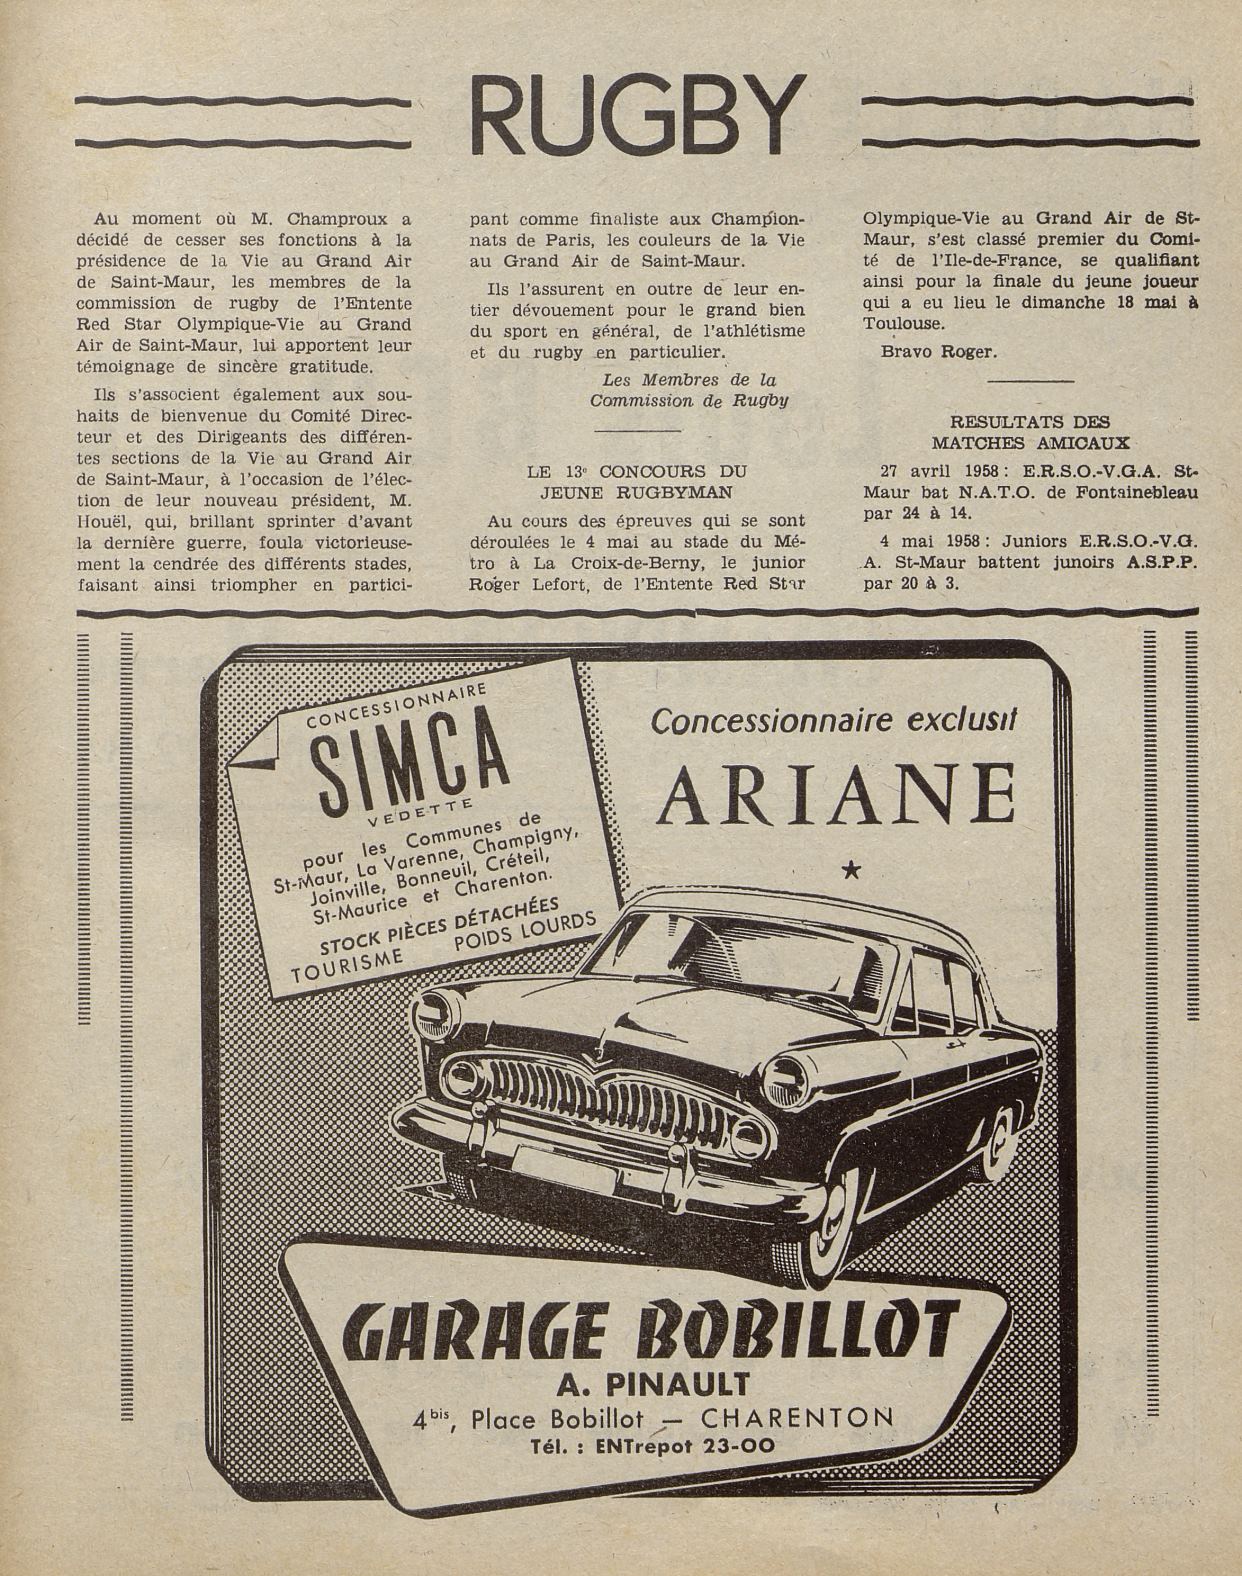 RUGBY
Au moment où M. Champroux a
décidé de cesser ses fonctions à la
présidence de la Vie au Grand Air
de Saint-Maur, les membres de la
commission de rugby de l'Entente
Red Star Olympique-Vie au Grand
Air de Saint-Maur, lui apportent leur
témoignage de sincère gratitude.
Ils s'associent également aux sou-
haits de bienvenue du Comité Direc-
teur et des Dirigeants des différen-
tes sections de la Vie au Grand Air
de Saint-Maur, à l'occasion de l'élec-
tion de leur nouveau président, M.
Houël, qui, brillant sprinter d'avant
la dernière guerre, foula victorieuse-
ment la cendrée des différents stades,
faisant ainsi triompher en partici-
pant comme finaliste aux Champion-
nats de Paris, les couleurs de la Vie
au Grand Air de Saint-Maur.
Ils l'assurent en outre de leur en-
tier dévouement pour le grand bien
du sport en général, de l'athlétisme
et du rugby en particulier.
Les Membres de la
Commission de Rugby
LE 13e CONCOURS DU
JEUNE RUGBYMAN
Au cours des épreuves qui se sont
déroulées le 4 mai au stade du Mé-
tro à La Croix-de-Berny, le junior
Roger Lefort, de l'Entente Red Star
Olympique-Vie au Grand Air de St-
Maur, s'est classé premier du Comi-
té de l'Ile-de-France, se qualifiant
ainsi pour la finale du jeune joueur
qui a eu lieu le dimanche 18 mai à
Toulouse.
Bravo Roger.
RESULTATS DES
MATCHES AMICAUX
27 avril 1958 : E.R.S.O.-V.G.A. St-
Maur bat N.A.T.O. de Fontainebleau
par 24 à 14.
4 mai 1958 : Juniors E.R.S.O.-V.G.
A. St-Maur battent junoirs A.S.P.P.
par 20 à 3.
CONCESSIONNAIRE
SIMCA
VEDETTE
pour les Communes de
St-Maur, La Varenne, Champigny,
Joinville, Bonneuil, Créteil,
St-Maurice et Charenton.
STOCK PIÈCES DÉTACHÉES
TOURISME POIDS LOURDS
Concessionnaire exclusif
ARIANE
GARAGE BOBILLOT
A. PINAULT
4bis, Place Bobillot — CHARENTON
Tél. : ENTrepot 23-00